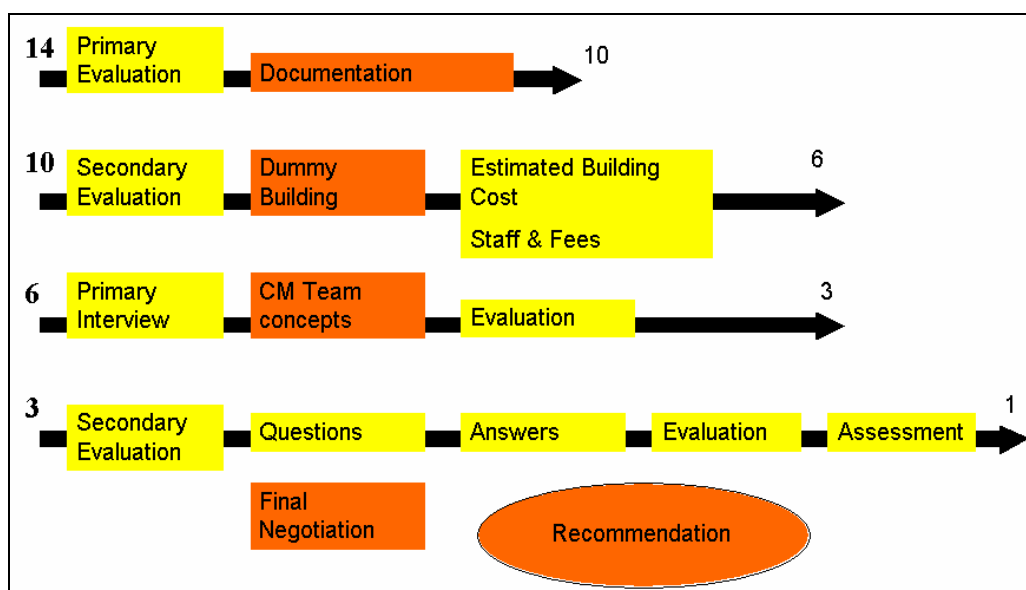 14
Primary
Evaluation
Documentation
10
10
Secondary
Evaluation
Dummy
Building
Estimated Building
Cost
Staff & Fees
6
6
Primary
Interview
CM Team
concepts
Evaluation
3
3
Secondary
Evaluation
Questions
Answers
Evaluation
Assessment
1
Final
Negotiation
Recommendation